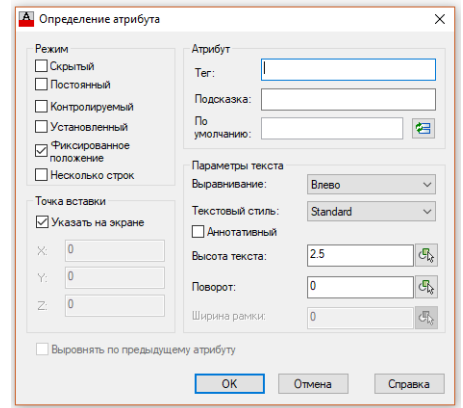 Определение атрибута
Режим
Скрытый
Постоянный
Контролируемый
Установленный
Фиксированное
положение
Несколько строк
Точка вставки
Указать на экране
X: 0
Y: 0
Z: 0
Атрибут
Тег:
Подсказка:
По
умолчанию:
Параметры текста
Выравнивание: Влево
Текстовый стиль: Standard
Аннотативный
Высота текста: 2.5
Поворот: 0
Ширина рамки: 0
Выровнять по предыдущему атрибуту
OK Отмена Справка